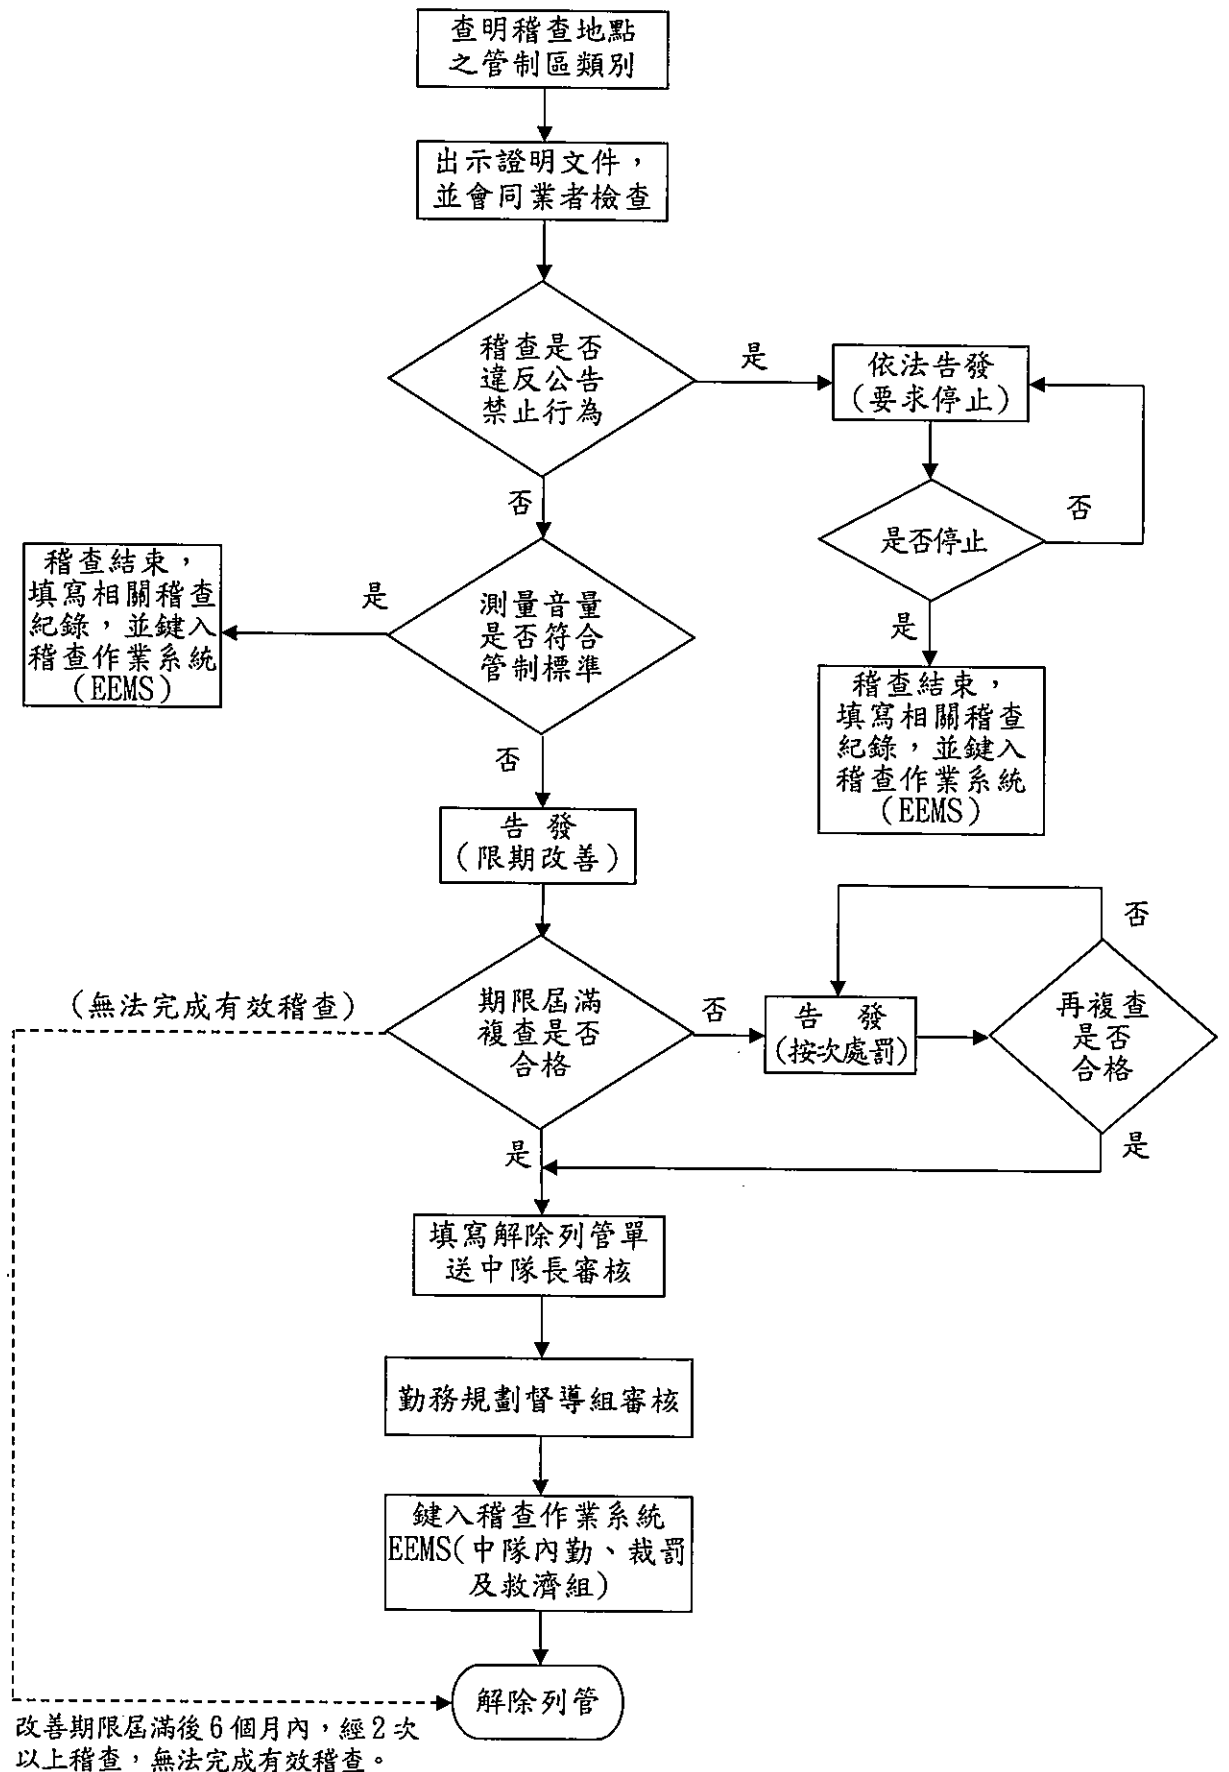 查明稽查地點
之管制區類別
出示證明文件，
並會同業者檢查
稽查是否
違反公告
禁止行為
是
依法告發
(要求停止)
否
是否停止
否
是
稽查結束，
填寫相關稽查
紀錄，並鍵入
稽查作業系統
(EEMS)
測量音量
是否符合
管制標準
是
稽查結束，
填寫相關稽查
紀錄，並鍵入
稽查作業系統
(EEMS)
否
告 發
(限期改善)
(無法完成有效稽查)
期限屆滿
複查是否
合格
否
告 發
(按次處罰)
再複查
是否
合格
否
是
是
填寫解除列管單
送中隊長審核
勤務規劃督導組審核
鍵入稽查作業系統
EEMS(中隊內勤、裁罰
及救濟組)
解除列管
改善期限屆滿後6個月內，經2次
以上稽查，無法完成有效稽查。